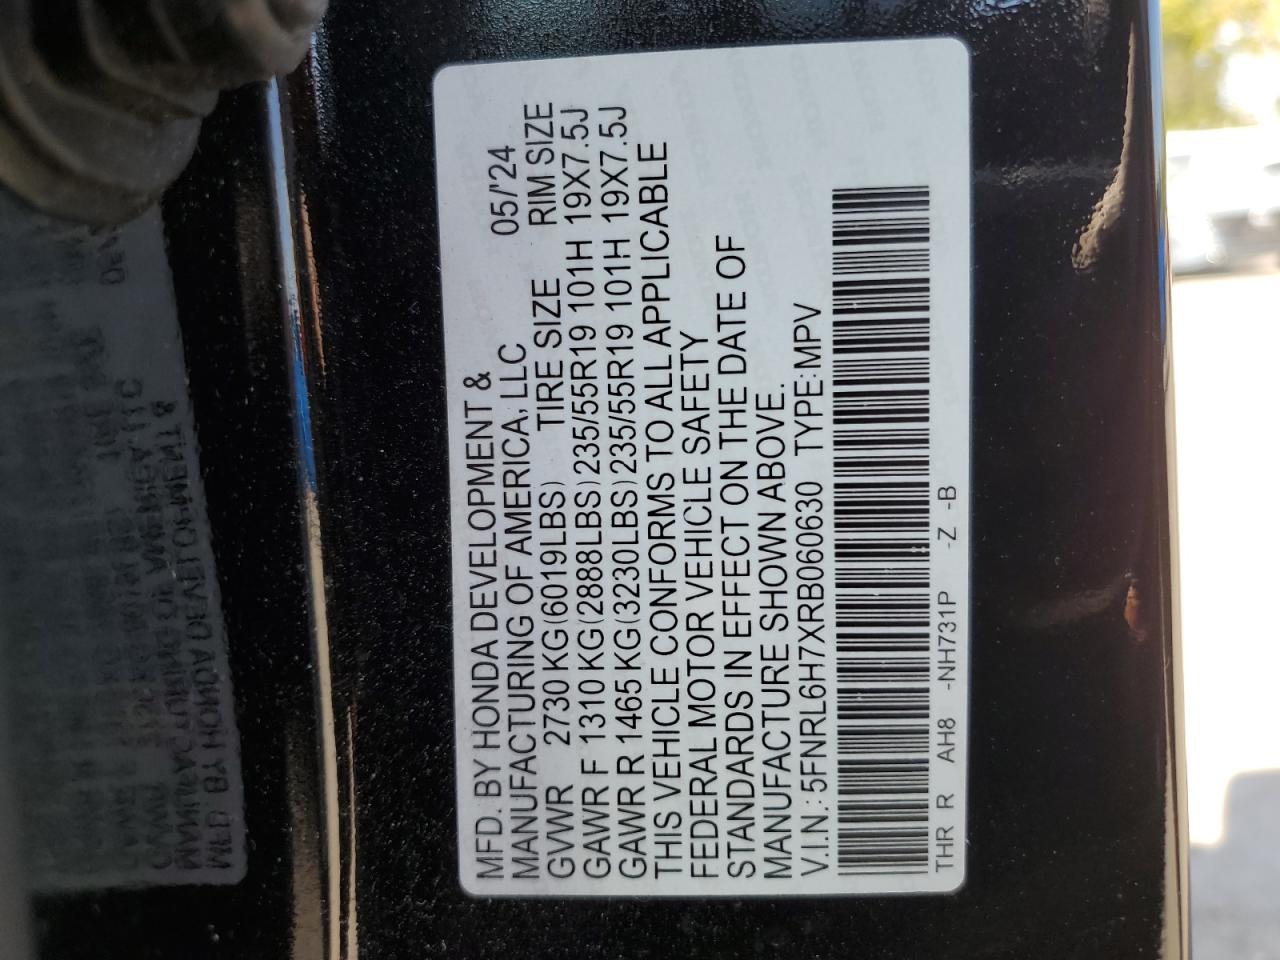 MFD. BY HONDA DEVELOPMENT &
MANUFACTURING OF AMERICA, LLC 05/'24
GVWR 2730 KG(6019LBS) TIRE SIZE RIM SIZE
GAWR F 1310 KG(2888LBS)235/55R19 101H 19X7.5J
GAWR R 1465 KG(3230LBS)235/55R19 101H 19X7.5J
THIS VEHICLE CONFORMS TO ALL APPLICABLE
FEDERAL MOTOR VEHICLE SAFETY
STANDARDS IN EFFECT ON THE DATE OF
MANUFACTURE SHOWN ABOVE.
V.I.N.:5FNRL6H7XRB060630 TYPE:MPV
THR R AH8 -NH731P -Z -B